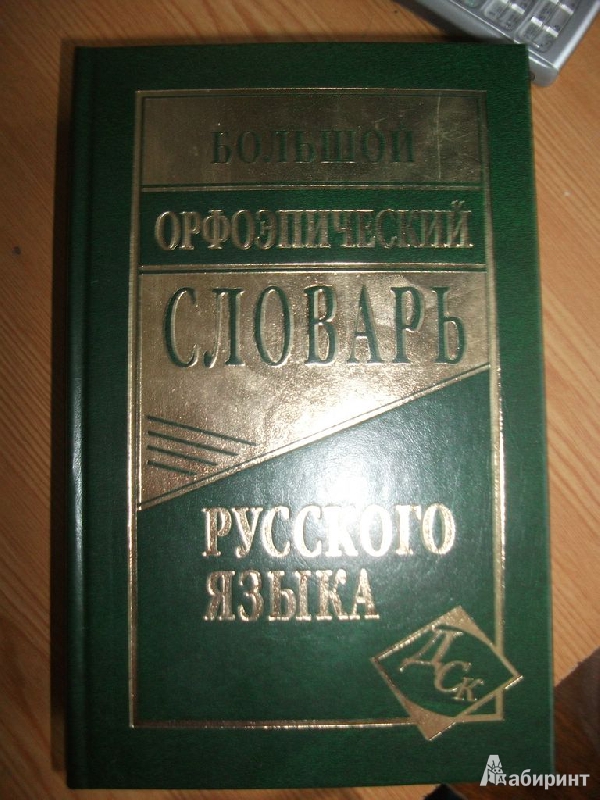 БОЛЬШОЙ
ОРФОЭПИЧЕСКИЙ
СЛОВАРЬ
РУССКОГО
ЯЗЫКА
ДСК
Лабиринт